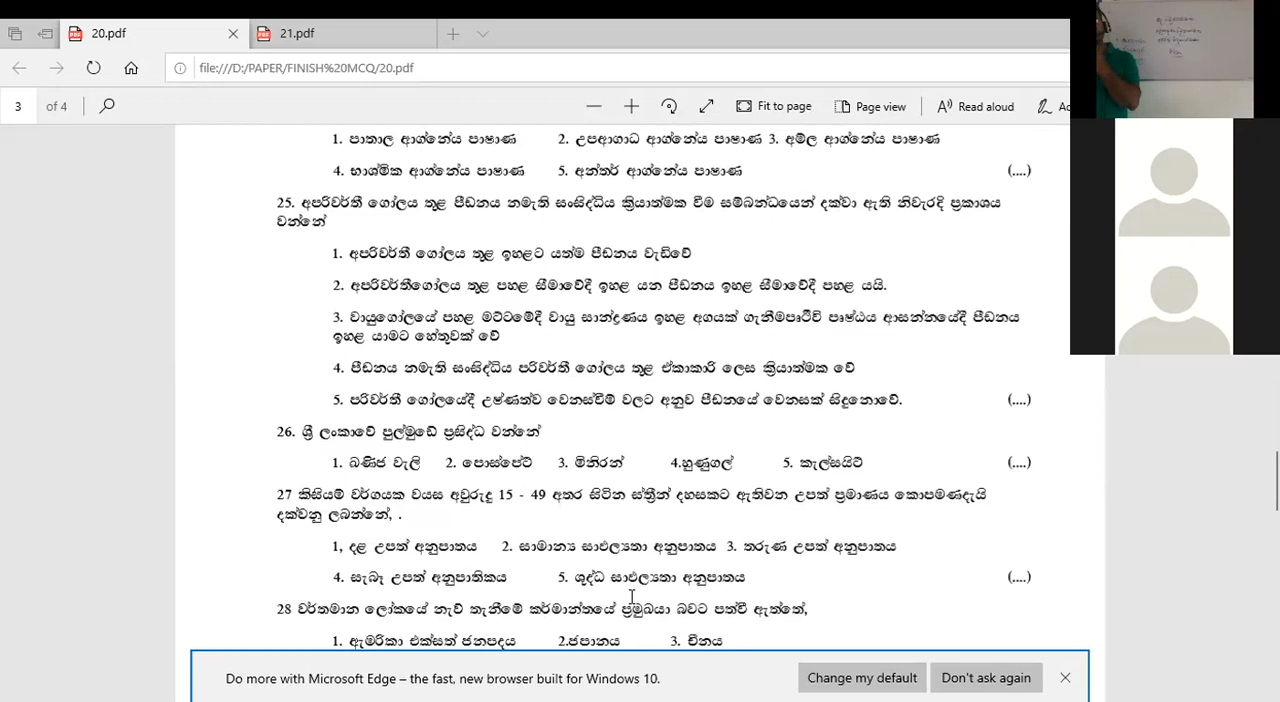 20.pdf
21.pdf
file:///D:/PAPER/FINISH%20MCQ/20.pdf
3 of 4
Fit to page
Page view
Read aloud
1. පාතාල ආග්නේය පාෂාණ 2. උපආගාධ ආග්නේය පාෂාණ 3. අම්ල ආග්නේය පාෂාණ
4. භාශ්මික ආග්නේය පාෂාණ 5. අන්තර් ආග්නේය පාෂාණ (....)
25. අපරිවර්තී ගෝලය තුළ පීඩනය නමැති සංසිද්ධිය ක්‍රියාත්මක වීම සම්බන්ධයෙන් දක්වා ඇති නිවැරදි ප්‍රකාශය
වන්නේ
1. අපරිවර්තී ගෝලය තුළ ඉහළට යත්ම පීඩනය වැඩිවේ
2. අපරිවර්තීගෝලය තුළ පහළ සීමාවේදී ඉහළ යන පීඩනය ඉහළ සීමාවේදී පහළ යයි.
3. වායුගෝලයේ පහළ මට්ටමේදී වායු සාන්ද්‍රණය ඉහළ අගයක් ගැනීමපෘථිවි පෘෂ්ඨය ආසන්නයේදී පීඩනය
ඉහළ යාමට හේතුවක් වේ
4. පීඩනය නමැති සංසිද්ධිය පරිවර්තී ගෝලය තුළ ඒකාකාරී ලෙස ක්‍රියාත්මක වේ
5. පරිවර්තී ගෝලයේදී උෂ්ණත්ව වෙනස්වීම් වලට අනුව පීඩනයේ වෙනසක් සිදුනොවේ. (....)
26. ශ්‍රී ලංකාවේ පුල්මුඩේ ප්‍රසිද්ධ වන්නේ
1. ඛණිජ වැලි 2. පොස්පේට් 3. මිනිරන් 4.හුණුගල් 5. කැල්සයිට් (....)
27 කිසියම් වර්ගයක වයස අවුරුදු 15 - 49 අතර සිටින ස්ත්‍රීන් දහසකට ඇතිවන උපත් ප්‍රමාණය කොපමණදැයි
දක්වනු ලබන්නේ, .
1, දළ උපත් අනුපාතය 2. සාමාන්‍ය සාඵල්‍යතා අනුපාතය 3. තරුණ උපත් අනුපාතය
4. සැබෑ උපත් අනුපාතිකය 5. ශුද්ධ සාඵල්‍යතා අනුපාතය (....)
28 වර්තමාන ලෝකයේ නැව් තැනීමේ කර්මාන්තයේ ප්‍රමුඛයා බවට පත්වී ඇත්තේ,
1. ඇමරිකා එක්සත් ජනපදය 2.ජපානය 3. චීනය
Do more with Microsoft Edge – the fast, new browser built for Windows 10.
Change my default
Don't ask again